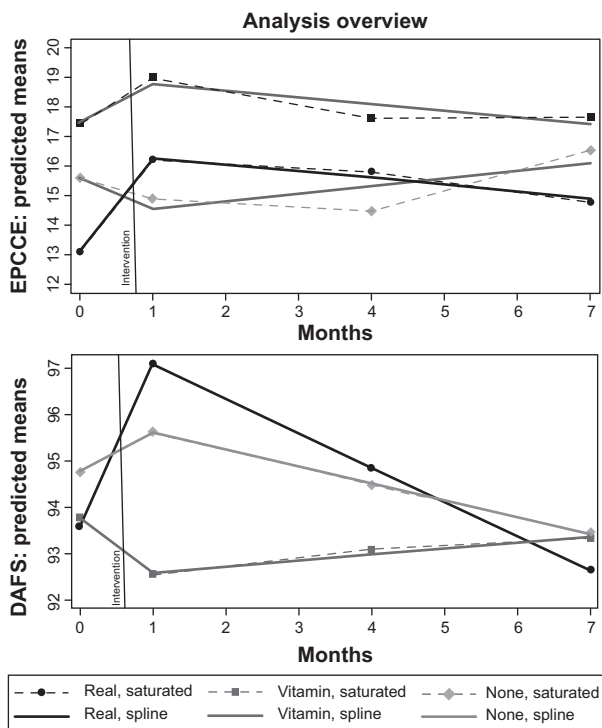 Analysis overview
EPCCE: predicted means
20
19
18
17
16
15
14
13
12
Intervention
0 1 2 3 4 5 6 7
Months
DAFS: predicted means
97
96
95
94
93
92
Intervention
0 1 2 3 4 5 6 7
Months
Real, saturated Vitamin, saturated None, saturated
Real, spline Vitamin, spline None, spline